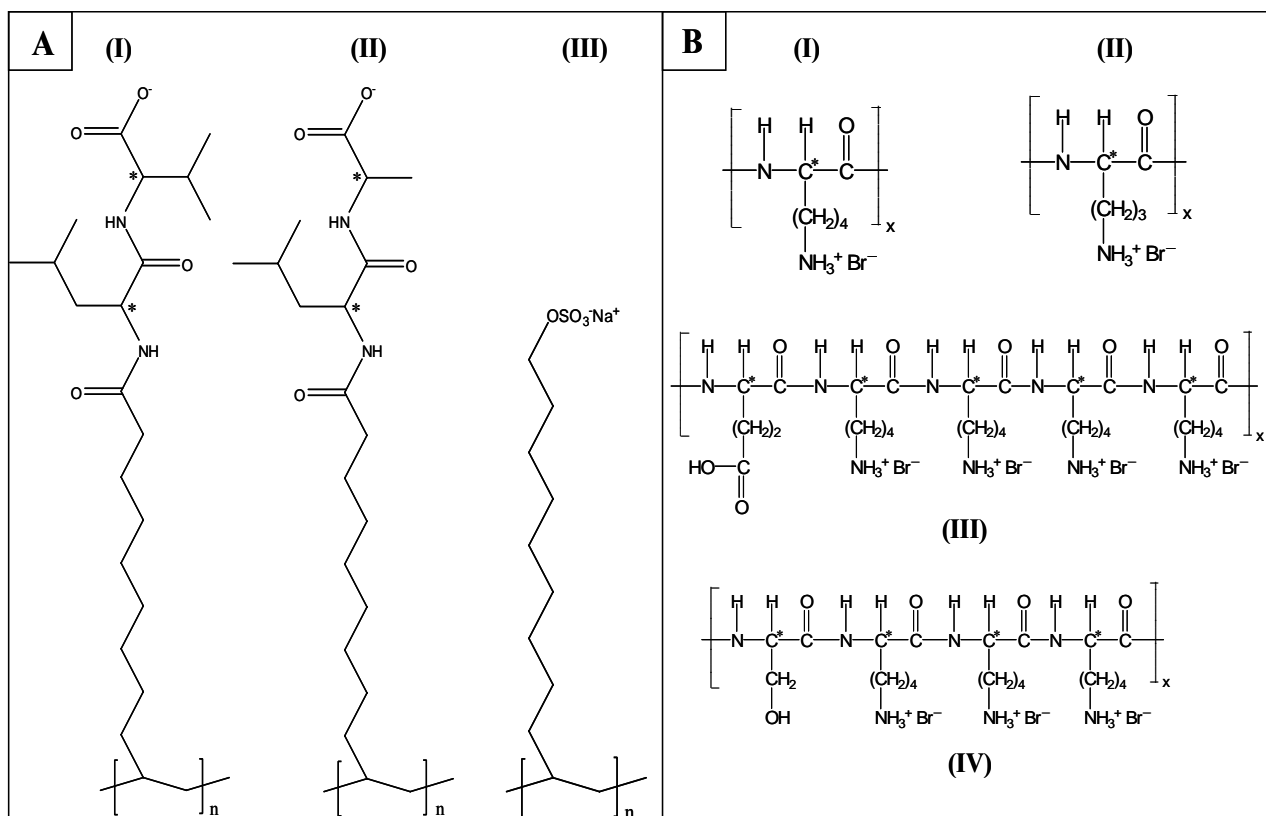 A
(I)
(II)
(III)
O⁻
O
*
HN
O
*
NH
O
n
O⁻
O
*
HN
O
*
NH
O
n
OSO₃⁻Na⁺
n
B
(I)
(II)
H H O
N C* C
(CH₂)₄
NH₃⁺ Br⁻
x
H H O
N C* C
(CH₂)₃
NH₃⁺ Br⁻
x
H H O H H O H H O H H O H H O
N C* C N C* C N C* C N C* C N C* C
(CH₂)₂ (CH₂)₄ (CH₂)₄ (CH₂)₄ (CH₂)₄
x
HO C NH₃⁺ Br⁻ NH₃⁺ Br⁻ NH₃⁺ Br⁻ NH₃⁺ Br⁻
O
(III)
H H O H H O H H O H H O
N C* C N C* C N C* C N C* C
CH₂ (CH₂)₄ (CH₂)₄ (CH₂)₄
x
OH NH₃⁺ Br⁻ NH₃⁺ Br⁻ NH₃⁺ Br⁻
(IV)